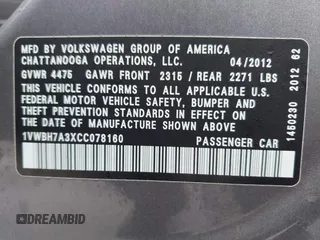 MFD BY VOLKSWAGEN GROUP OF AMERICA
CHATTANOOGA OPERATIONS, LLC. 04/2012
GVWR 4475 GAWR FRONT 2315 / REAR 2271 LBS
THIS VEHICLE CONFORMS TO ALL APPLICABLE U.S.
FEDERAL MOTOR VEHICLE SAFETY, BUMPER AND
THEFT PREVENTION STANDARDS IN EFFECT ON THE
DATE OF MANUFACTURE SHOWN ABOVE.
1VWBH7A3XCC078160 PASSENGER CAR
1450230 2012 62
DREAMBID